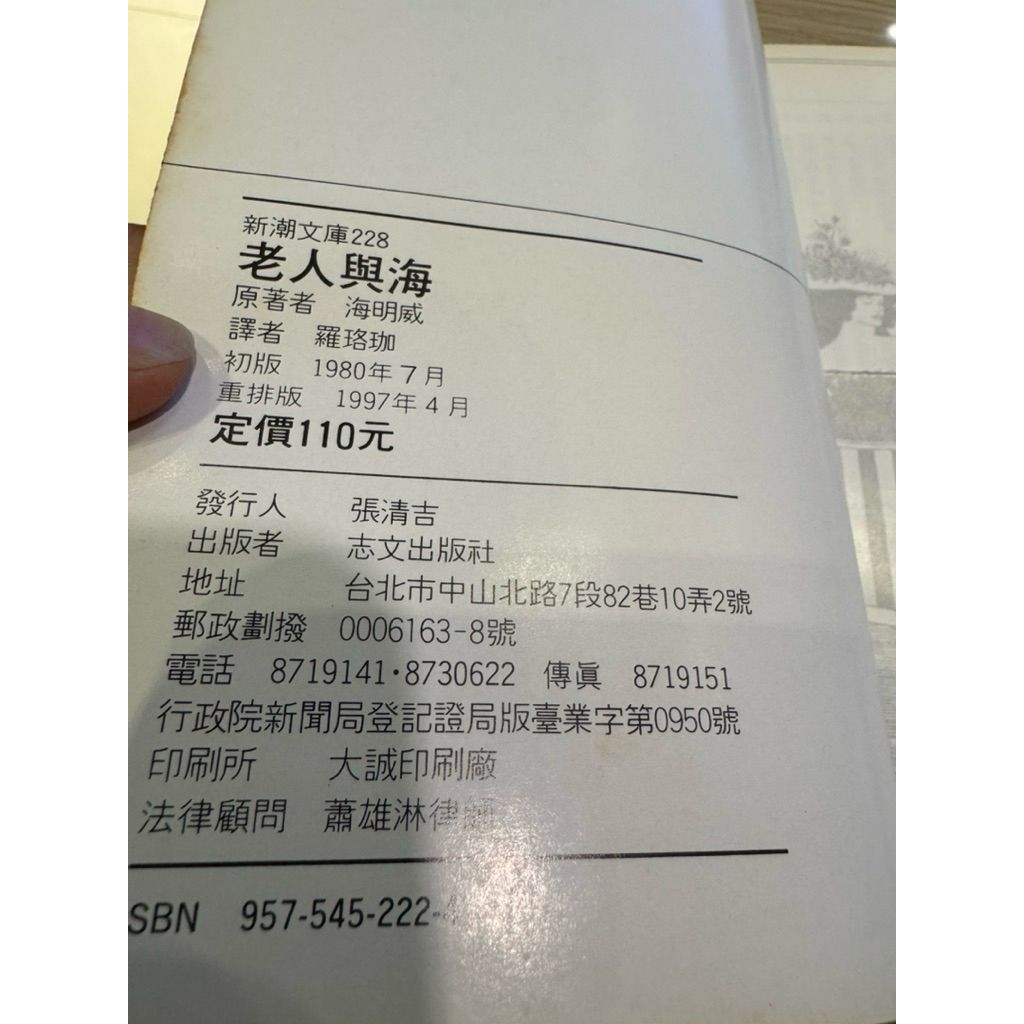 新潮文庫228
老人與海
原著者 海明威
譯者 羅珞珈
初版 1980年7月
重排版 1997年4月
定價110元
發行人 張清吉
出版者 志文出版社
地址 台北市中山北路7段82巷10弄2號
郵政劃撥 0006163-8號
電話 8719141·8730622 傳眞 8719151
行政院新聞局登記證局版臺業字第0950號
印刷所 大誠印刷廠
法律顧問 蕭雄淋律師
SBN 957-545-222-4